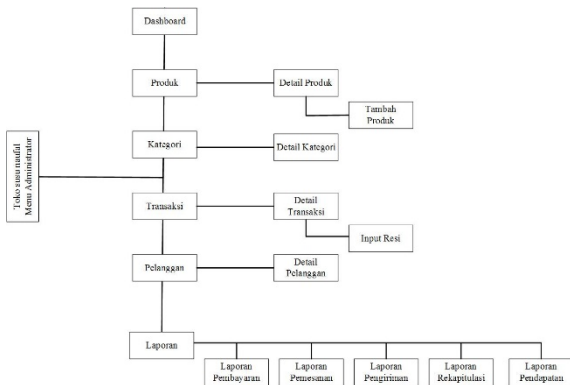 Dashboard
Produk
Detail Produk
Tambah
Produk
Kategori
Detail Kategori
Toko susu naufal
Menu Administrator
Transaksi
Detail
Transaksi
Input Resi
Pelanggan
Detail
Pelanggan
Laporan
Laporan
Pembayaran
Laporan
Pemesanan
Laporan
Pengiriman
Laporan
Rekapitulasi
Laporan
Pendapatan